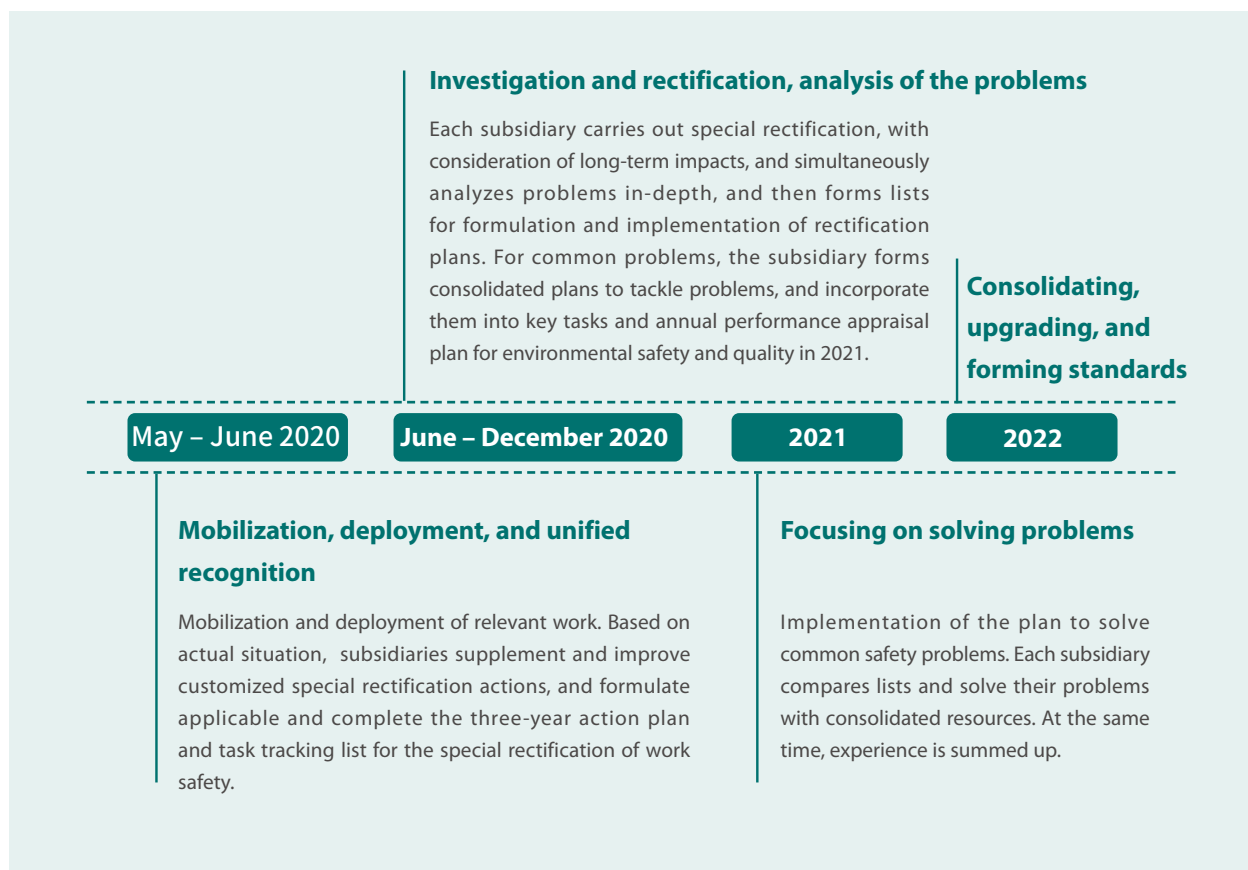 Investigation and rectification, analysis of the problems
Each subsidiary carries out special rectification, with
consideration of long-term impacts, and simultaneously
analyzes problems in-depth, and then forms lists
for formulation and implementation of rectification
plans. For common problems, the subsidiary forms
consolidated plans to tackle problems, and incorporate
them into key tasks and annual performance appraisal
plan for environmental safety and quality in 2021.
Consolidating,
upgrading, and
forming standards
May – June 2020
June – December 2020
2021
2022
Mobilization, deployment, and unified
recognition
Mobilization and deployment of relevant work. Based on
actual situation, subsidiaries supplement and improve
customized special rectification actions, and formulate
applicable and complete the three-year action plan
and task tracking list for the special rectification of work
safety.
Focusing on solving problems
Implementation of the plan to solve
common safety problems. Each subsidiary
compares lists and solve their problems
with consolidated resources. At the same
time, experience is summed up.